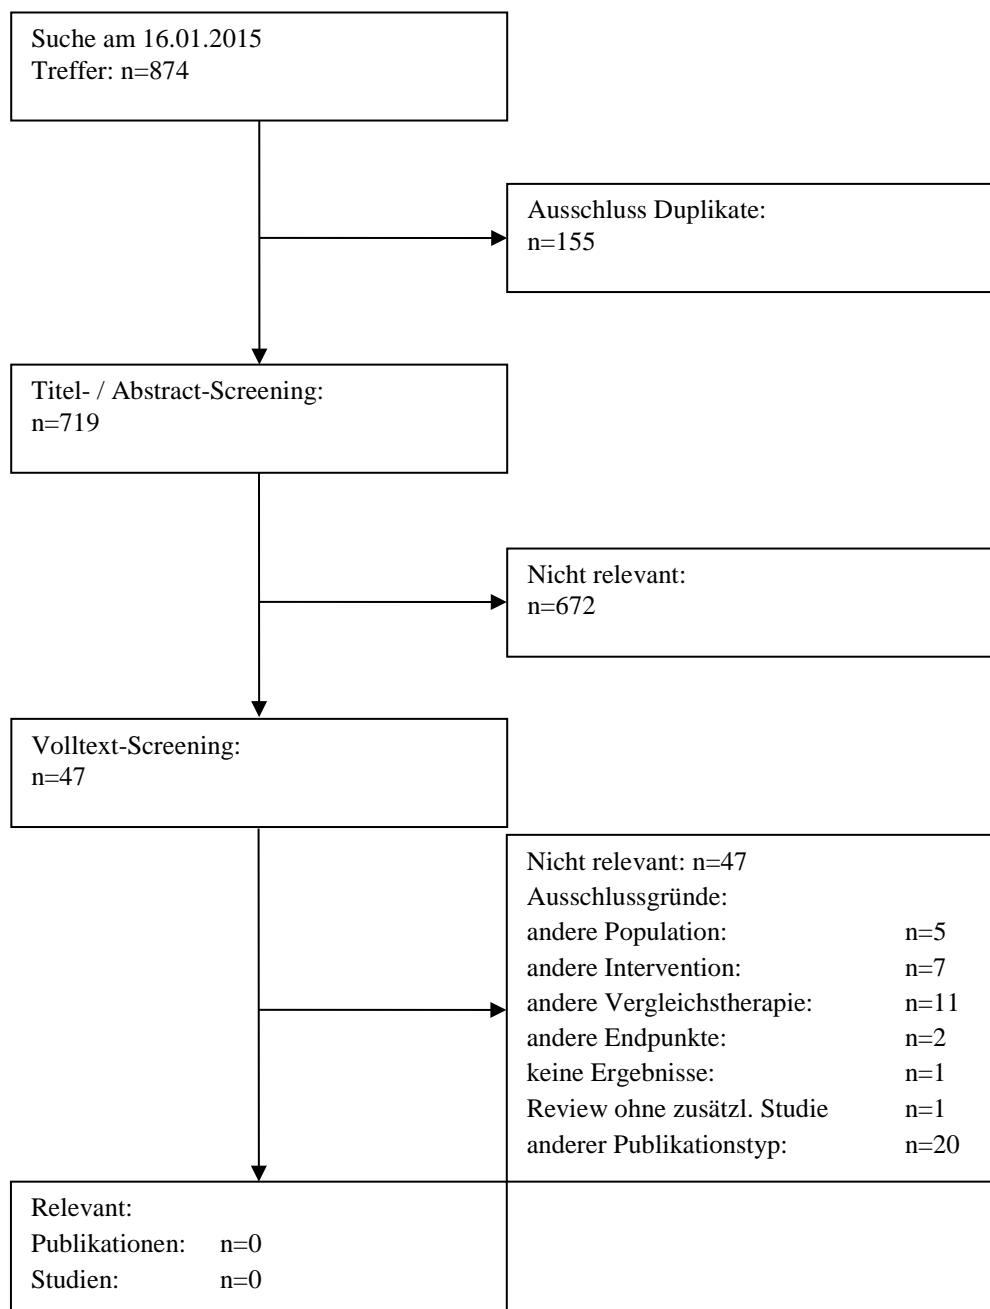 Suche am 16.01.2015
Treffer: n=874
Ausschluss Duplikate:
n=155
Titel- / Abstract-Screening:
n=719
Nicht relevant:
n=672
Volltext-Screening:
n=47
Nicht relevant: n=47
Ausschlussgründe:
andere Population: n=5
andere Intervention: n=7
andere Vergleichstherapie: n=11
andere Endpunkte: n=2
keine Ergebnisse: n=1
Review ohne zusätzl. Studie n=1
anderer Publikationstyp: n=20
Relevant:
Publikationen: n=0
Studien: n=0